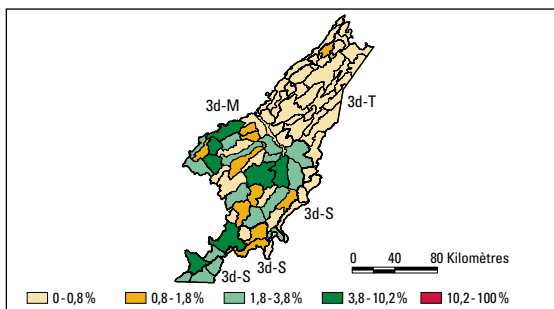 3d-M
3d-T
3d-S
3d-S
3d-S
0 40 80 Kilomètres
0-0,8% 0,8-1,8% 1,8-3,8% 3,8-10,2% 10,2-100%